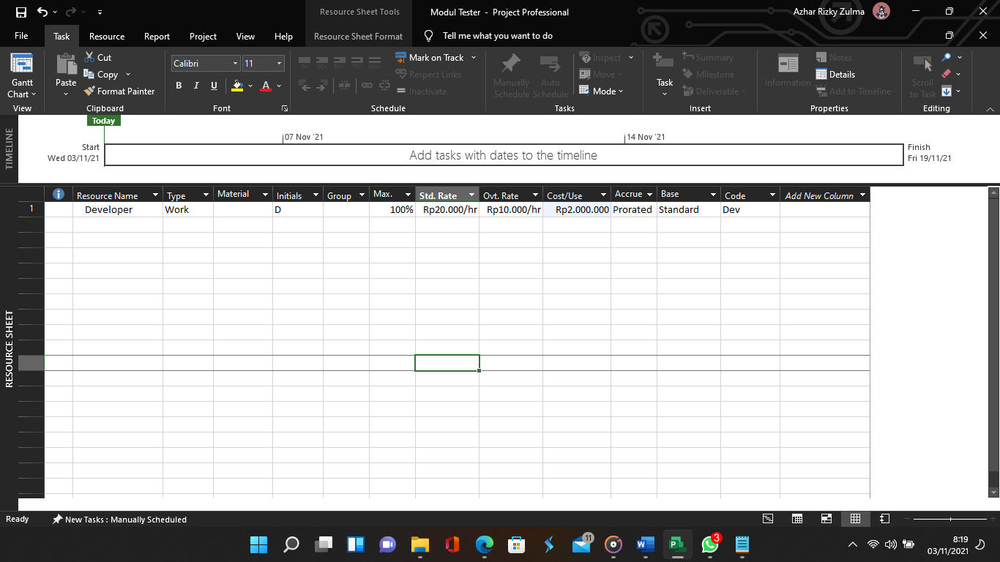 Resource Sheet Tools
Modul Tester - Project Professional
Azhar Rizky Zulma
File Task Resource Report Project View Help Resource Sheet Format Tell me what you want to do
Gantt Chart
View
Paste
Cut
Copy
Format Painter
Clipboard
Calibri 11
B I U A
Font
0% 25% 50% 75% 100%
Mark on Track
Respect Links
Inactivate
Schedule
Manually Schedule
Auto Schedule
Inspect
Move
Mode
Tasks
Task
Summary
Milestone
Deliverable
Insert
Information
Notes
Details
Add to Timeline
Properties
Scroll to Task
Editing
TIMELINE
Today
07 Nov '21 14 Nov '21
Start
Wed 03/11/21
Add tasks with dates to the timeline
Finish
Fri 19/11/21
RESOURCE SHEET
Resource Name Type Material Initials Group Max. Std. Rate Ovt. Rate Cost/Use Accrue Base Code Add New Column
1 Developer Work D 100% Rp20.000/hr Rp10.000/hr Rp2.000.000 Prorated Standard Dev
Ready New Tasks : Manually Scheduled
11
3
8:19
03/11/2021